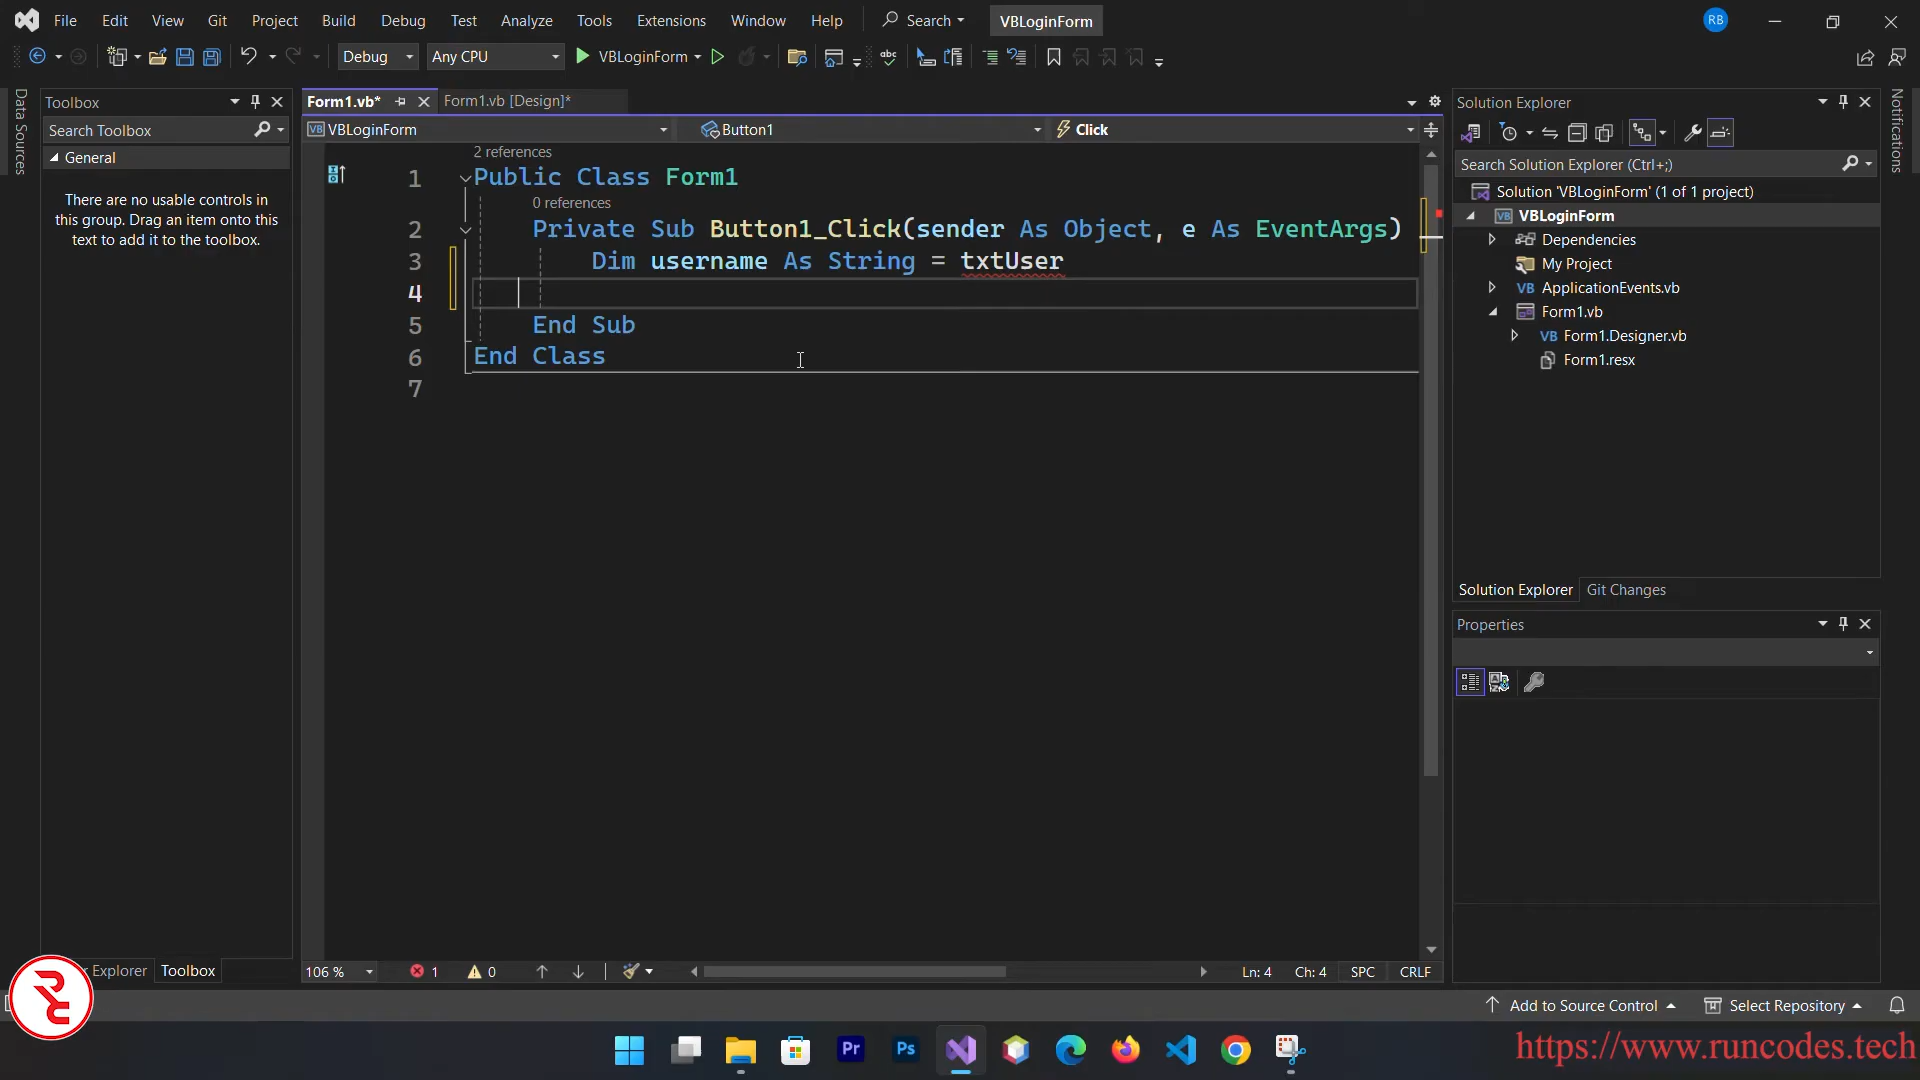 File Edit View Git Project Build Debug Test Analyze Tools Extensions Window Help Search VBLoginForm RB
Debug Any CPU VBLoginForm
Data Sources
Toolbox
Search Toolbox
General
There are no usable controls in
this group. Drag an item onto this
text to add it to the toolbox.
Form1.vb* Form1.vb [Design]*
VBLoginForm Button1 Click
2 references
1 Public Class Form1
0 references
2 Private Sub Button1_Click(sender As Object, e As EventArgs)
3 Dim username As String = txtUser
4
5 End Sub
6 End Class
7
Solution Explorer
Search Solution Explorer (Ctrl+;)
Solution 'VBLoginForm' (1 of 1 project)
VBLoginForm
Dependencies
My Project
VB ApplicationEvents.vb
Form1.vb
VB Form1.Designer.vb
Form1.resx
Notifications
Solution Explorer Git Changes
Properties
r Explorer Toolbox
106 % 1 0 Ln: 4 Ch: 4 SPC CRLF
Add to Source Control Select Repository
Pr Ps
https://www.runcodes.tech